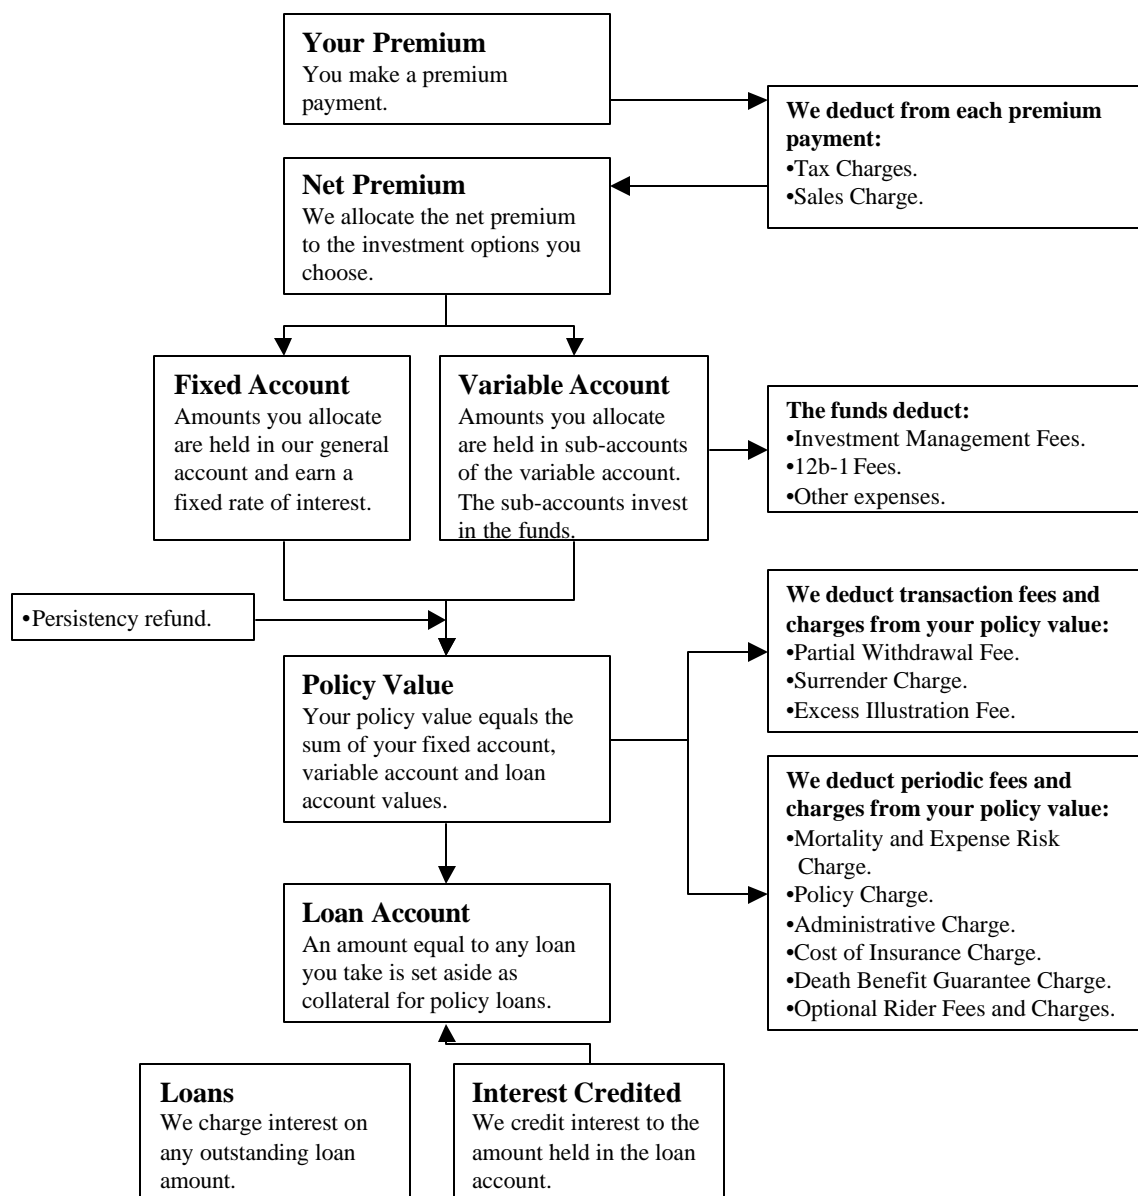 Your Premium
You make a premium
payment.
We deduct from each premium
payment:
•Tax Charges.
•Sales Charge.
Net Premium
We allocate the net premium
to the investment options you
choose.
Fixed Account
Amounts you allocate
are held in our general
account and earn a
fixed rate of interest.
Variable Account
Amounts you allocate
are held in sub-accounts
of the variable account.
The sub-accounts invest
in the funds.
The funds deduct:
•Investment Management Fees.
•12b-1 Fees.
•Other expenses.
•Persistency refund.
We deduct transaction fees and
charges from your policy value:
•Partial Withdrawal Fee.
•Surrender Charge.
•Excess Illustration Fee.
Policy Value
Your policy value equals the
sum of your fixed account,
variable account and loan
account values.
We deduct periodic fees and
charges from your policy value:
•Mortality and Expense Risk
Charge.
•Policy Charge.
•Administrative Charge.
•Cost of Insurance Charge.
•Death Benefit Guarantee Charge.
•Optional Rider Fees and Charges.
Loan Account
An amount equal to any loan
you take is set aside as
collateral for policy loans.
Loans
We charge interest on
any outstanding loan
amount.
Interest Credited
We credit interest to the
amount held in the loan
account.